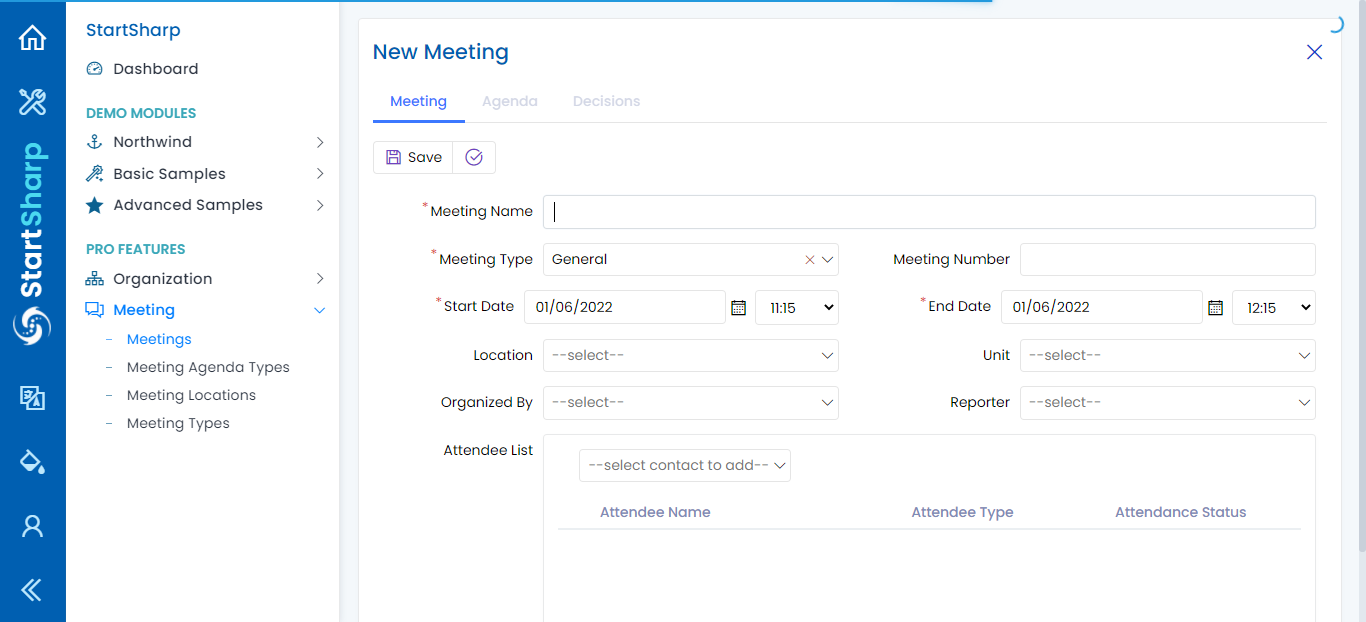 StartSharp
StartSharp
Dashboard
DEMO MODULES
Northwind
Basic Samples
Advanced Samples
PRO FEATURES
Organization
Meeting
Meetings
Meeting Agenda Types
Meeting Locations
Meeting Types
New Meeting
Meeting Agenda Decisions
Save
*Meeting Name
*Meeting Type General Meeting Number
*Start Date 01/06/2022 11:15 *End Date 01/06/2022 12:15
Location --select-- Unit --select--
Organized By --select-- Reporter --select--
Attendee List
--select contact to add--
Attendee Name Attendee Type Attendance Status